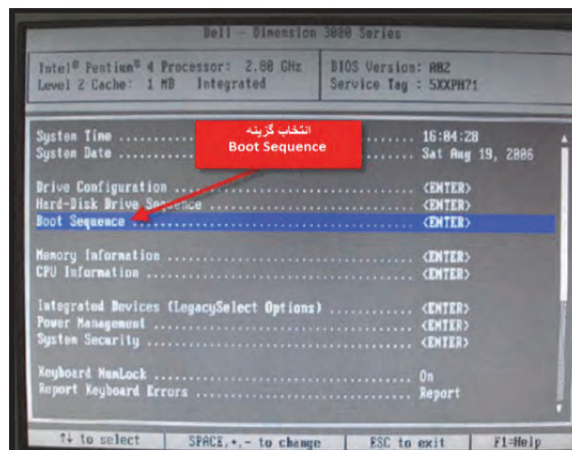 Dell - Dimension 3000 Series
Intel® Pentium® 4 Processor: 2.80 GHz
Level 2 Cache: 1 MB Integrated
BIOS Version: A02
Service Tag : 5XXPH71
System Time ..................... 16:04:28
System Date ..................... Sat Aug 19, 2006
انتخاب گزینه
Boot Sequence
Drive Configuration ..................... <ENTER>
Hard-Disk Drive Sequence ..................... <ENTER>
Boot Sequence ..................... <ENTER>
Memory Information ..................... <ENTER>
CPU Information ..................... <ENTER>
Integrated Devices (LegacySelect Options) ............ <ENTER>
Power Management ..................... <ENTER>
System Security ..................... <ENTER>
Keyboard NumLock ..................... On
Report Keyboard Errors ..................... Report
↑↓ to select | SPACE,+,- to change | ESC to exit | F1=Help